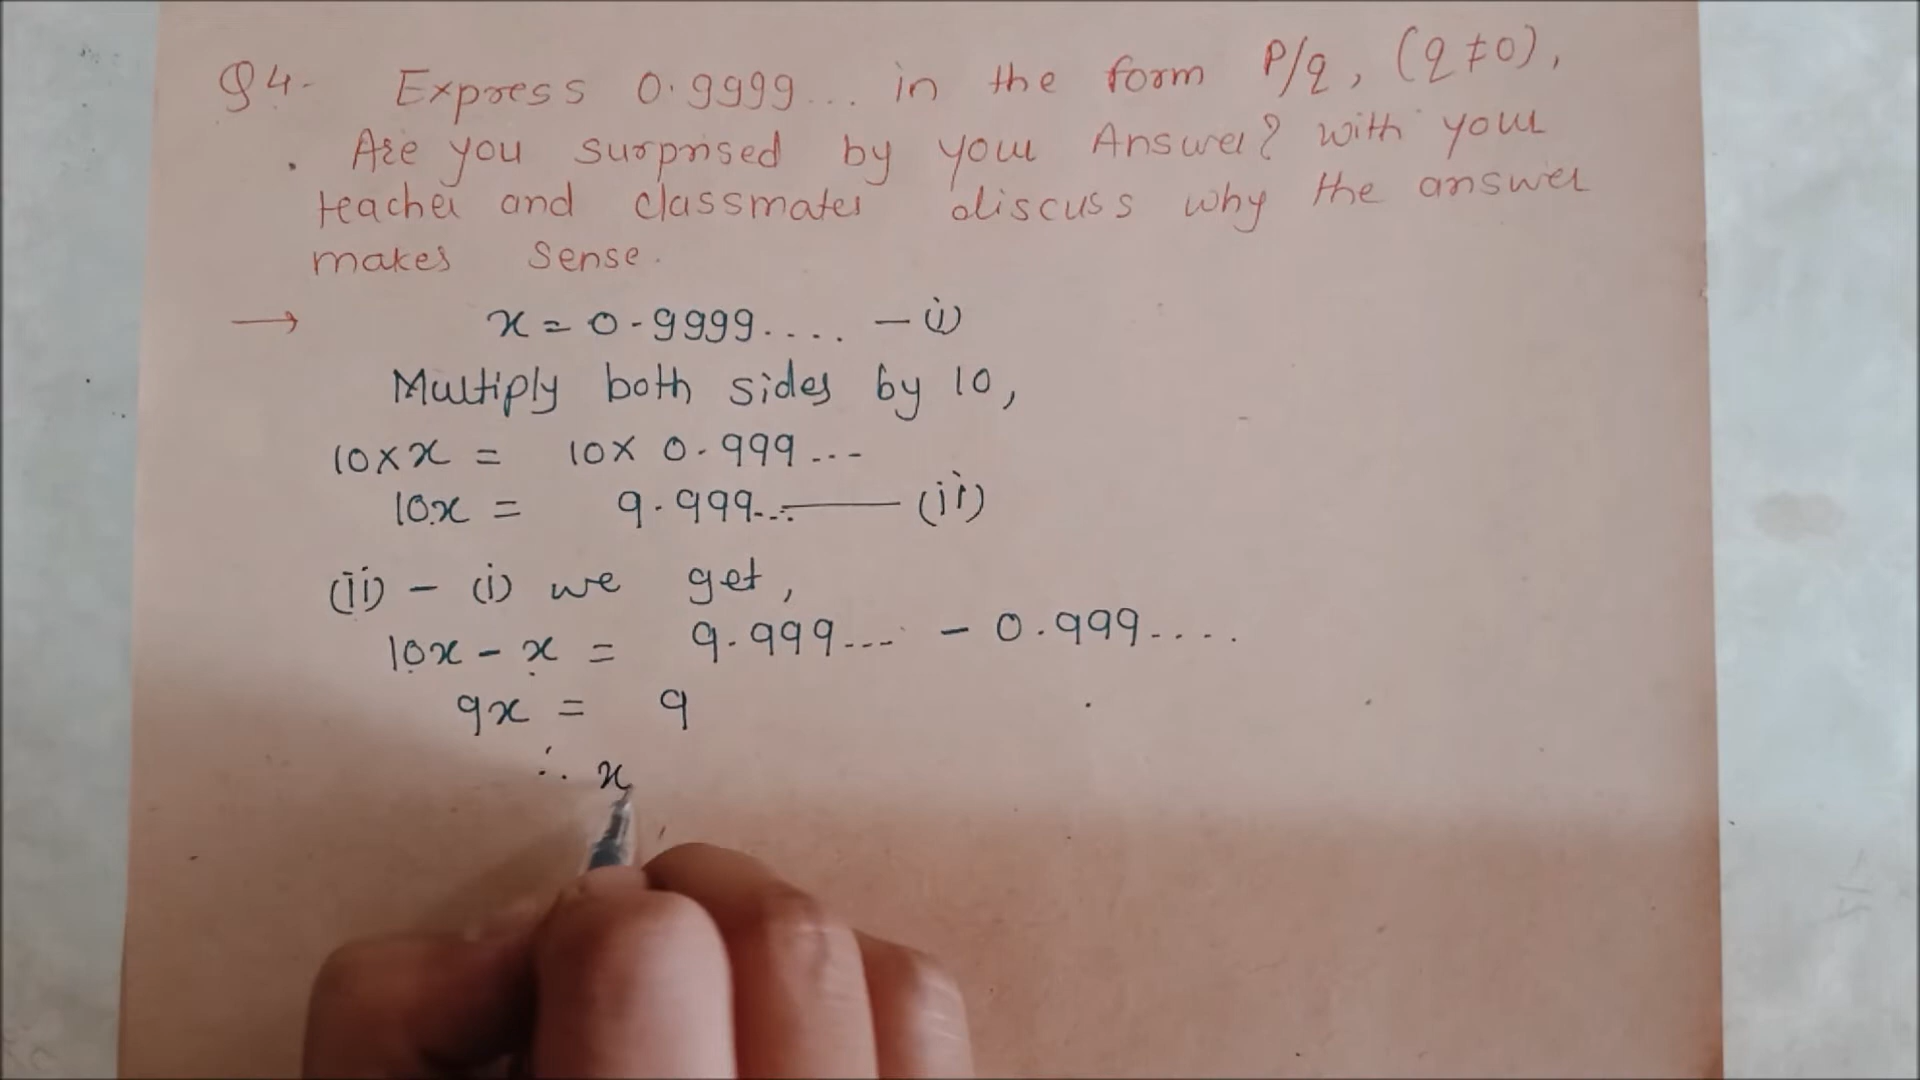 Q4- Express 0.9999... in the form P/q, (q ≠ 0),
Are you surprised by your Answer? with your
teacher and classmates discuss why the answer
makes sense.
→ x = 0.9999.... — (i)
Multiply both sides by 10,
10 × x = 10 × 0.999...
10x = 9.999... — (ii)
(ii) - (i) we get,
10x - x = 9.999... - 0.999....
9x = 9
∴ x